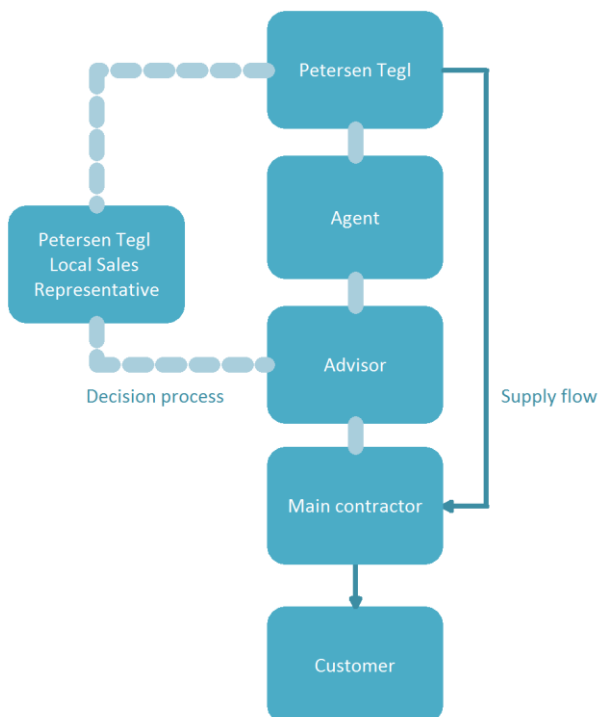 Petersen Tegl
Agent
Petersen Tegl
Local Sales
Representative
Advisor
Decision process
Supply flow
Main contractor
Customer